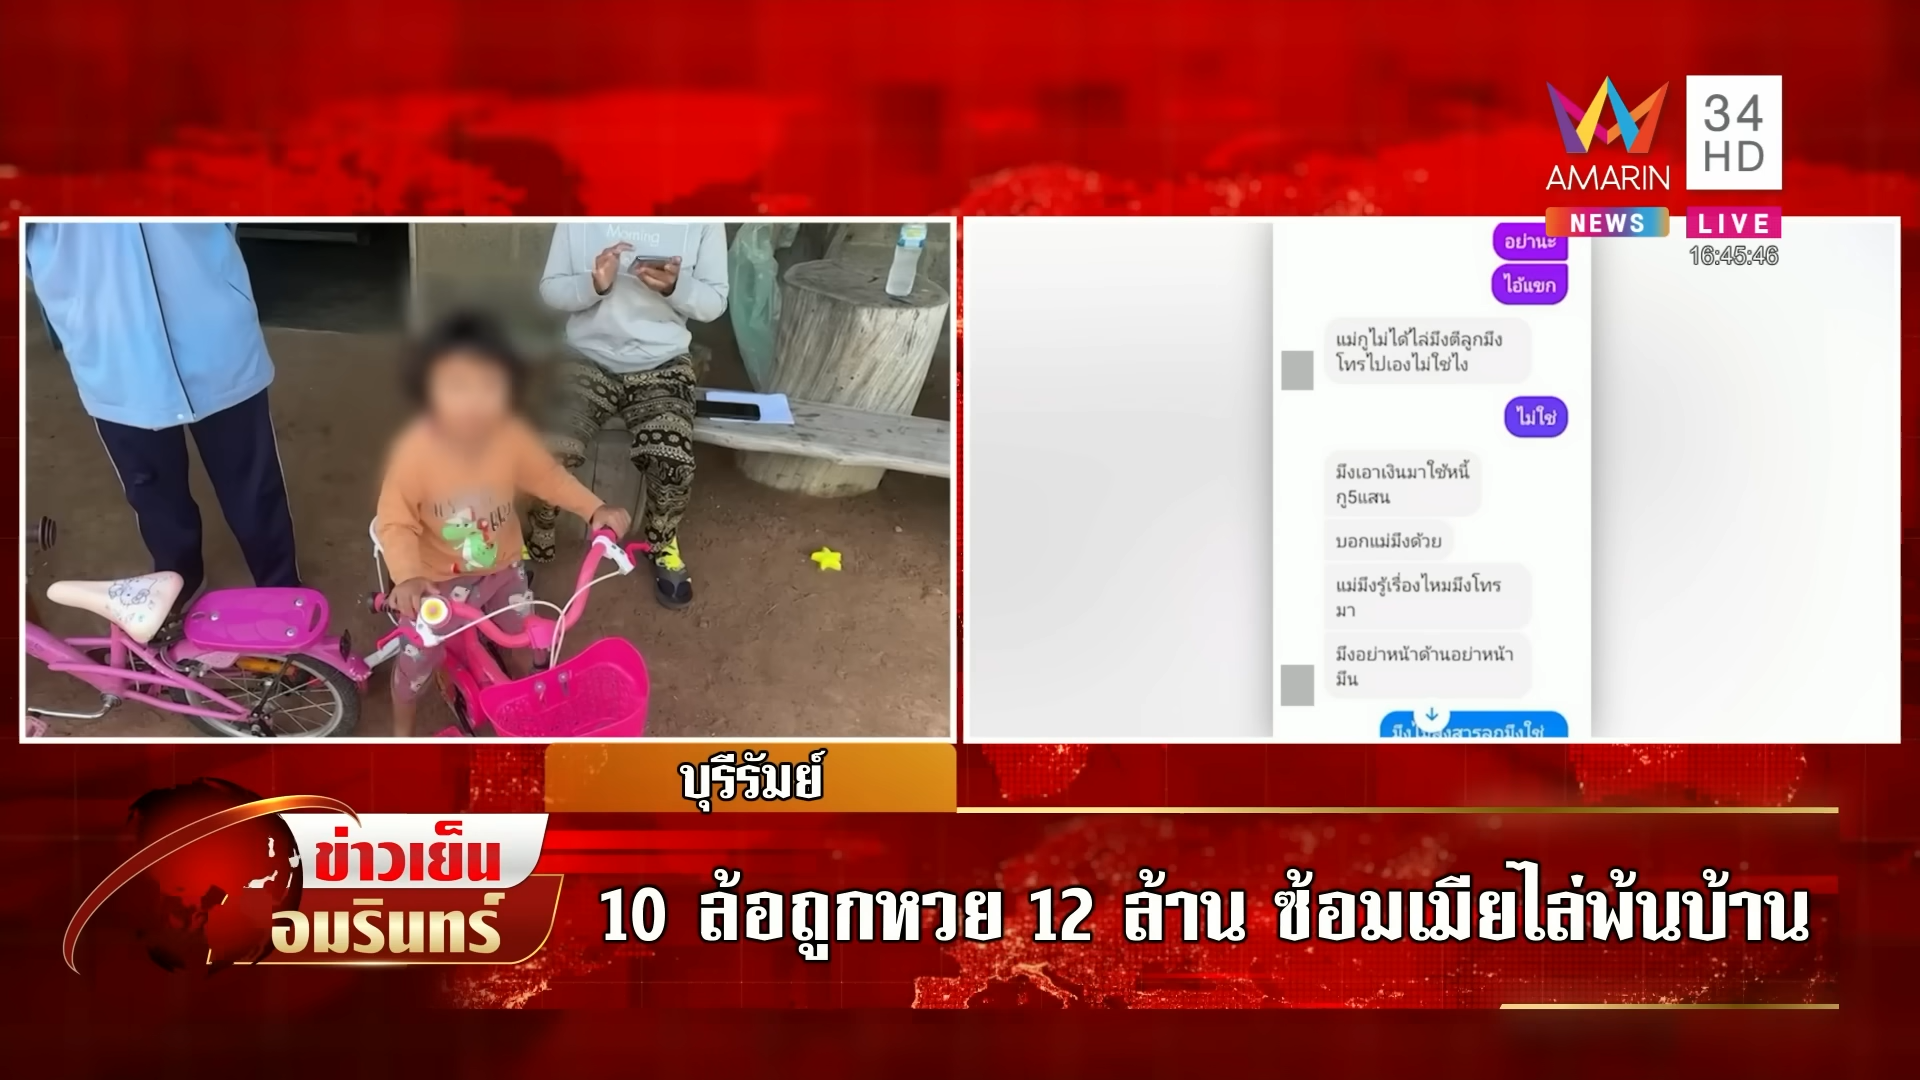 AMARIN
34
HD
NEWS
LIVE
16:45:46
Morning
อย่านะ
ไอ้แขก
แม่กูไม่ได้ไล่มึงตีลูกมึง
โทรไปเองไม่ใช่ไง
ไม่ใช่
มึงเอาเงินมาใช้หนี้
กู5แสน
บอกแม่มึงด้วย
แม่มึงรู้เรื่องไหมมึงโทร
มา
มึงอย่าหน้าด้านอย่าหน้า
มึน
บุรีรัมย์
ข่าวเย็น
อมรินทร์
10 ล้อถูกหวย 12 ล้าน ซ้อมเมียไล่พ้นบ้าน